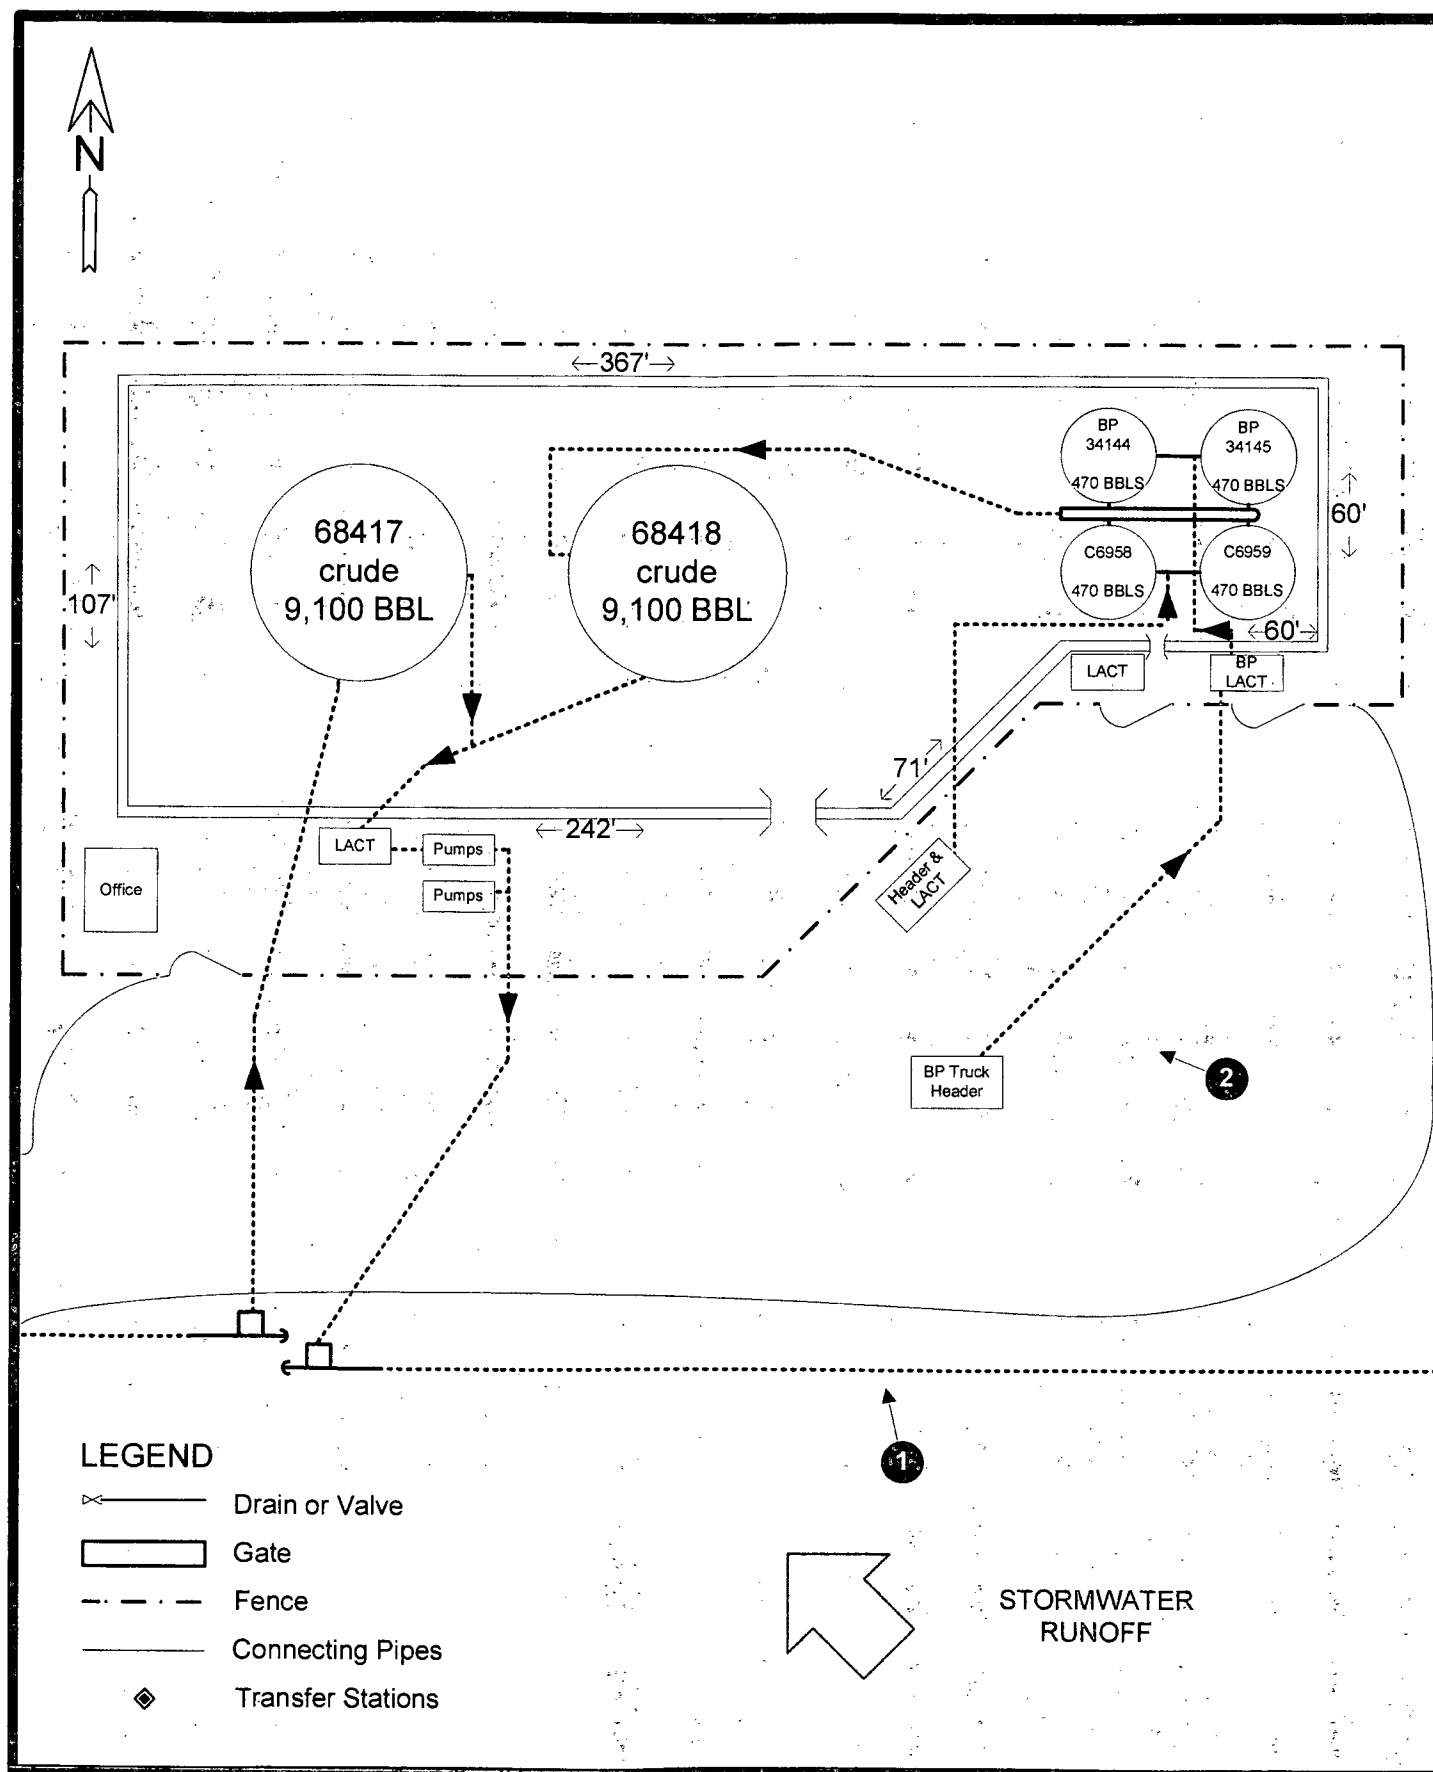 N
367'
BP
34144
470 BBLS
BP
34145
470 BBLS
60'
68417
crude
9,100 BBL
68418
crude
9,100 BBL
C6958
470 BBLS
C6959
470 BBLS
107'
60'
LACT
BP
LACT
71'
242'
LACT
Pumps
Pumps
Office
Header &
LACT
BP Truck
Header
2
1
LEGEND
Drain or Valve
Gate
Fence
Connecting Pipes
Transfer Stations
STORMWATER
RUNOFF